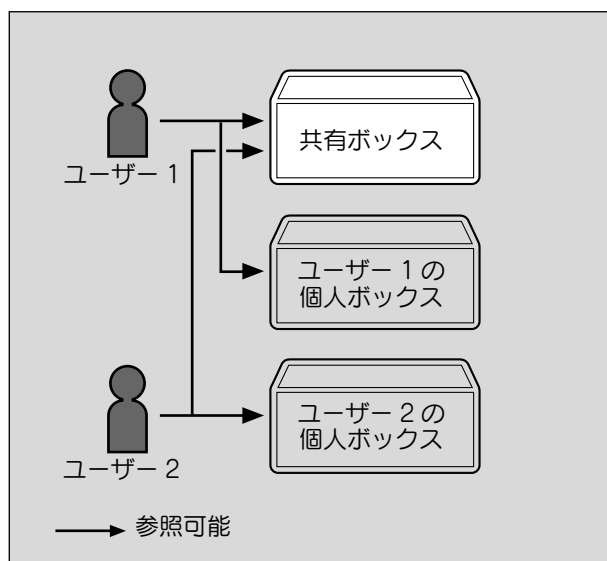 共有ボックス
ユーザー 1
ユーザー 1 の
個人ボックス
ユーザー 2 の
個人ボックス
ユーザー 2
参照可能